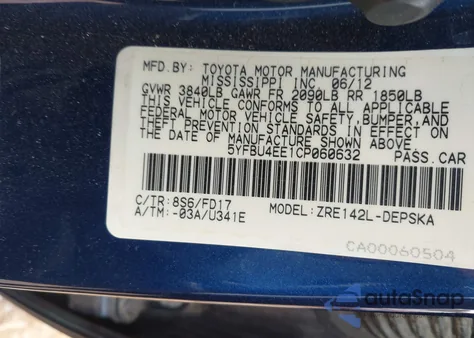 MFD.BY: TOYOTA MOTOR MANUFACTURING
MISSISSIPPI INC. 06/12
GVWR 3840LB GAWR FR 2090LB RR 1850LB
THIS VEHICLE CONFORMS TO ALL APPLICABLE
FEDERAL MOTOR VEHICLE SAFETY, BUMPER, AND
THEFT PREVENTION STANDARDS IN EFFECT ON
THE DATE OF MANUFACTURE SHOWN ABOVE.
5YFBU4EE1CP060632 PASS.CAR
C/TR:8S6/FD17 MODEL:ZRE142L-DEPSKA
A/TM:-03A/U341E
CA00060504
autoSnap